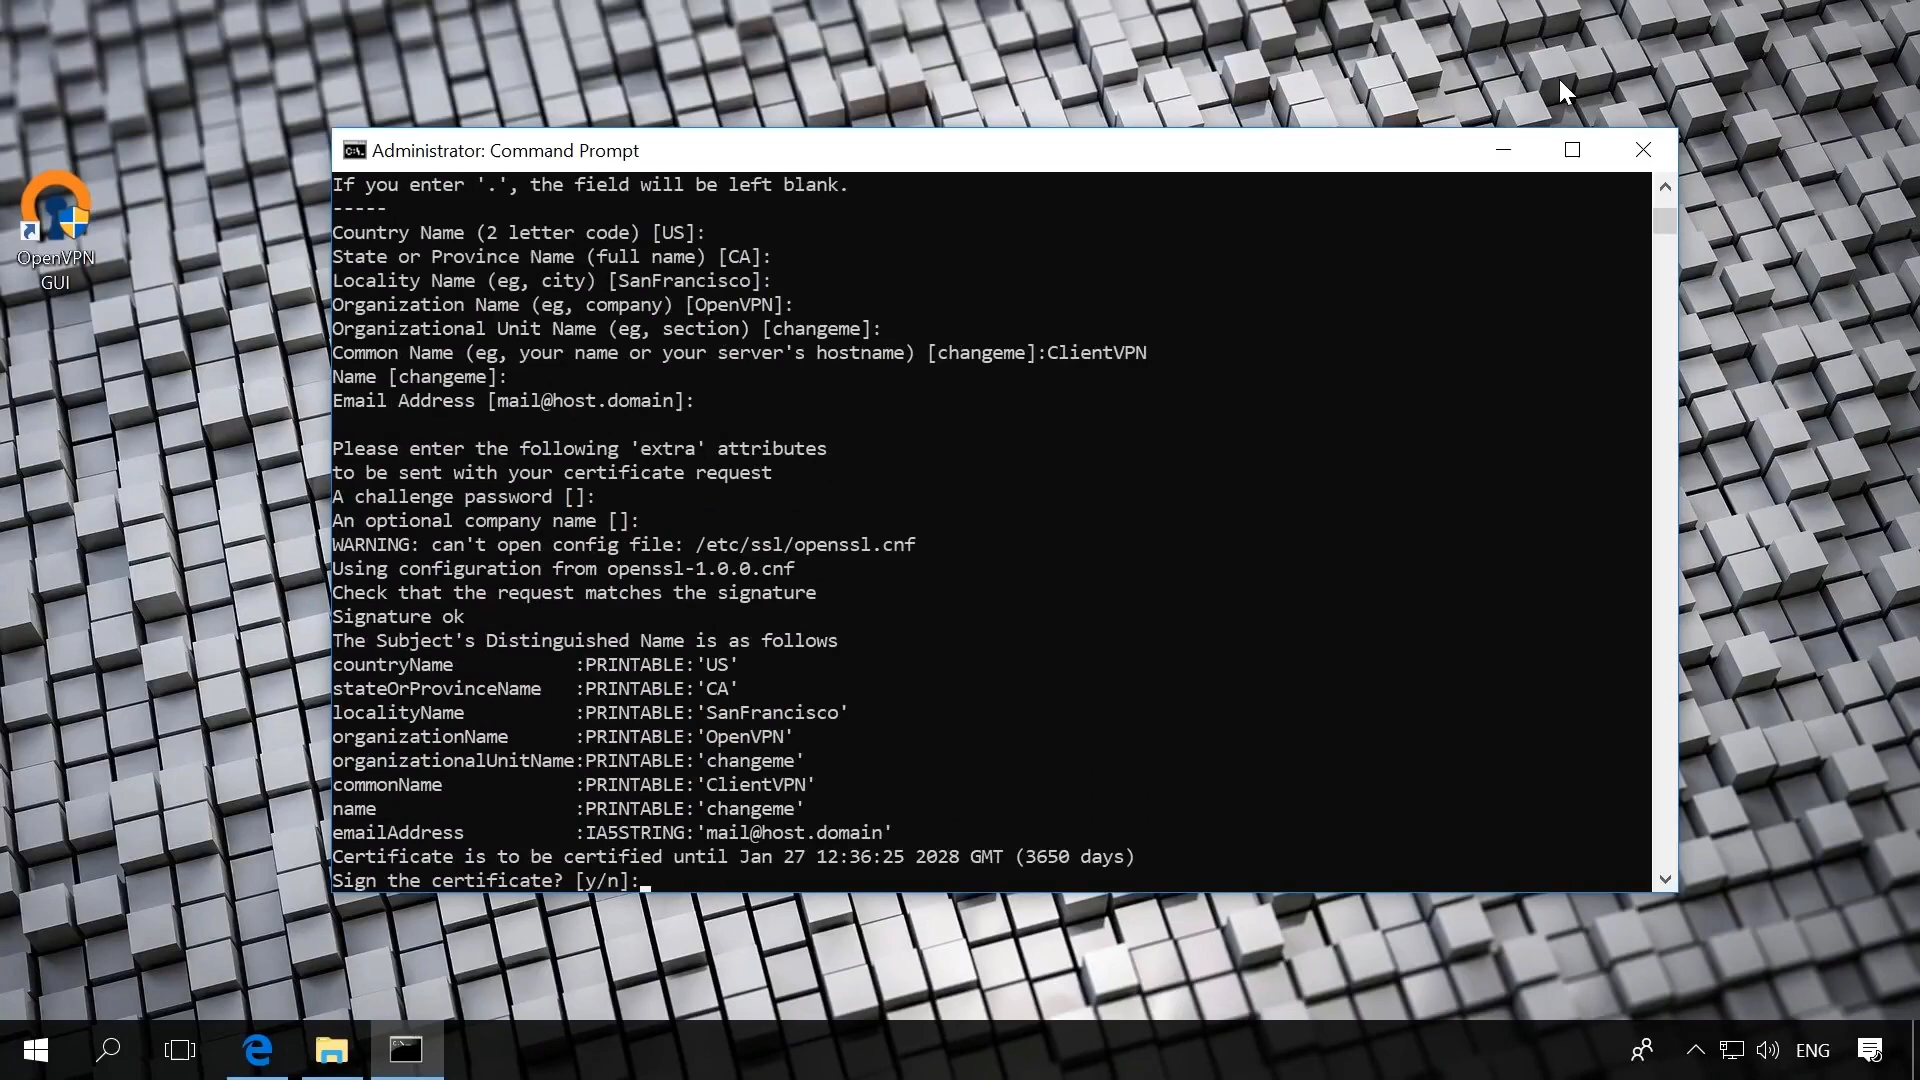 Administrator: Command Prompt
If you enter '.', the field will be left blank.
-----
Country Name (2 letter code) [US]:
State or Province Name (full name) [CA]:
Locality Name (eg, city) [SanFrancisco]:
Organization Name (eg, company) [OpenVPN]:
Organizational Unit Name (eg, section) [changeme]:
Common Name (eg, your name or your server's hostname) [changeme]:ClientVPN
Name [changeme]:
Email Address [mail@host.domain]:
Please enter the following 'extra' attributes
to be sent with your certificate request
A challenge password []:
An optional company name []:
WARNING: can't open config file: /etc/ssl/openssl.cnf
Using configuration from openssl-1.0.0.cnf
Check that the request matches the signature
Signature ok
The Subject's Distinguished Name is as follows
countryName           :PRINTABLE:'US'
stateOrProvinceName   :PRINTABLE:'CA'
localityName          :PRINTABLE:'SanFrancisco'
organizationName      :PRINTABLE:'OpenVPN'
organizationalUnitName:PRINTABLE:'changeme'
commonName            :PRINTABLE:'ClientVPN'
name                  :PRINTABLE:'changeme'
emailAddress          :IA5STRING:'mail@host.domain'
Certificate is to be certified until Jan 27 12:36:25 2028 GMT (3650 days)
Sign the certificate? [y/n]:
OpenVPN
GUI
ENG